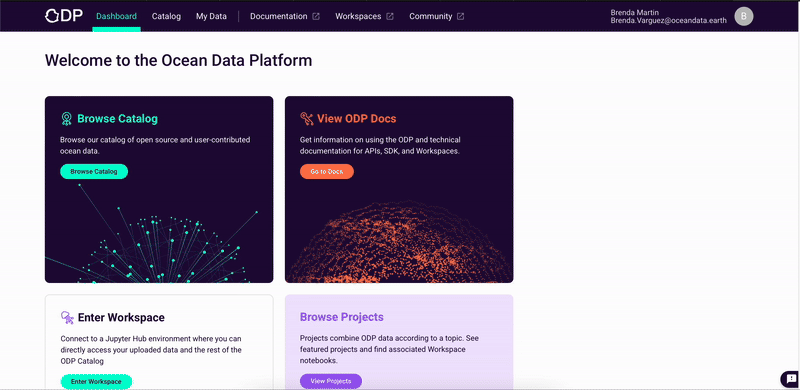 ODP Dashboard Catalog My Data Documentation Workspaces Community
Brenda Martin
Brenda.Varguez@oceandata.earth
B
Welcome to the Ocean Data Platform
Browse Catalog
Browse our catalog of open source and user-contributed
ocean data.
Browse Catalog
View ODP Docs
Get information on using the ODP and technical
documentation for APIs, SDK, and Workspaces.
Go to Docs
Enter Workspace
Connect to a Jupyter Hub environment where you can
directly access your uploaded data and the rest of the
ODP Catalog
Enter Workspace
Browse Projects
Projects combine ODP data according to a topic. See
featured projects and find associated Workspace
notebooks.
View Projects